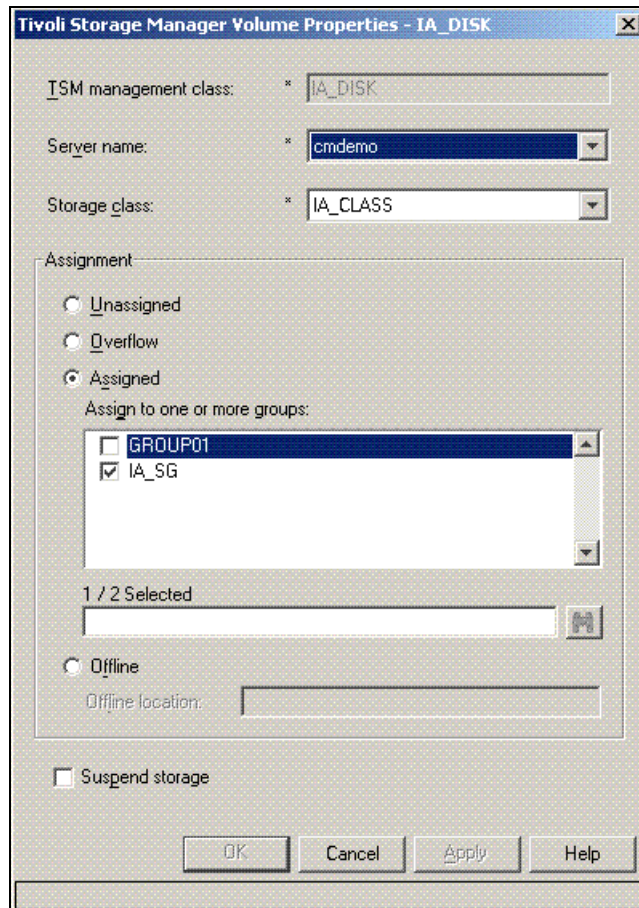 Tivoli Storage Manager Volume Properties - IA_DISK
TSM management class: * IA_DISK
Server name: * cmdemo
Storage class: * IA_CLASS
Assignment
Unassigned
Overflow
Assigned
Assign to one or more groups:
GROUP01
IA_SG
1 / 2 Selected
Offline
Offline location:
Suspend storage
OK Cancel Apply Help